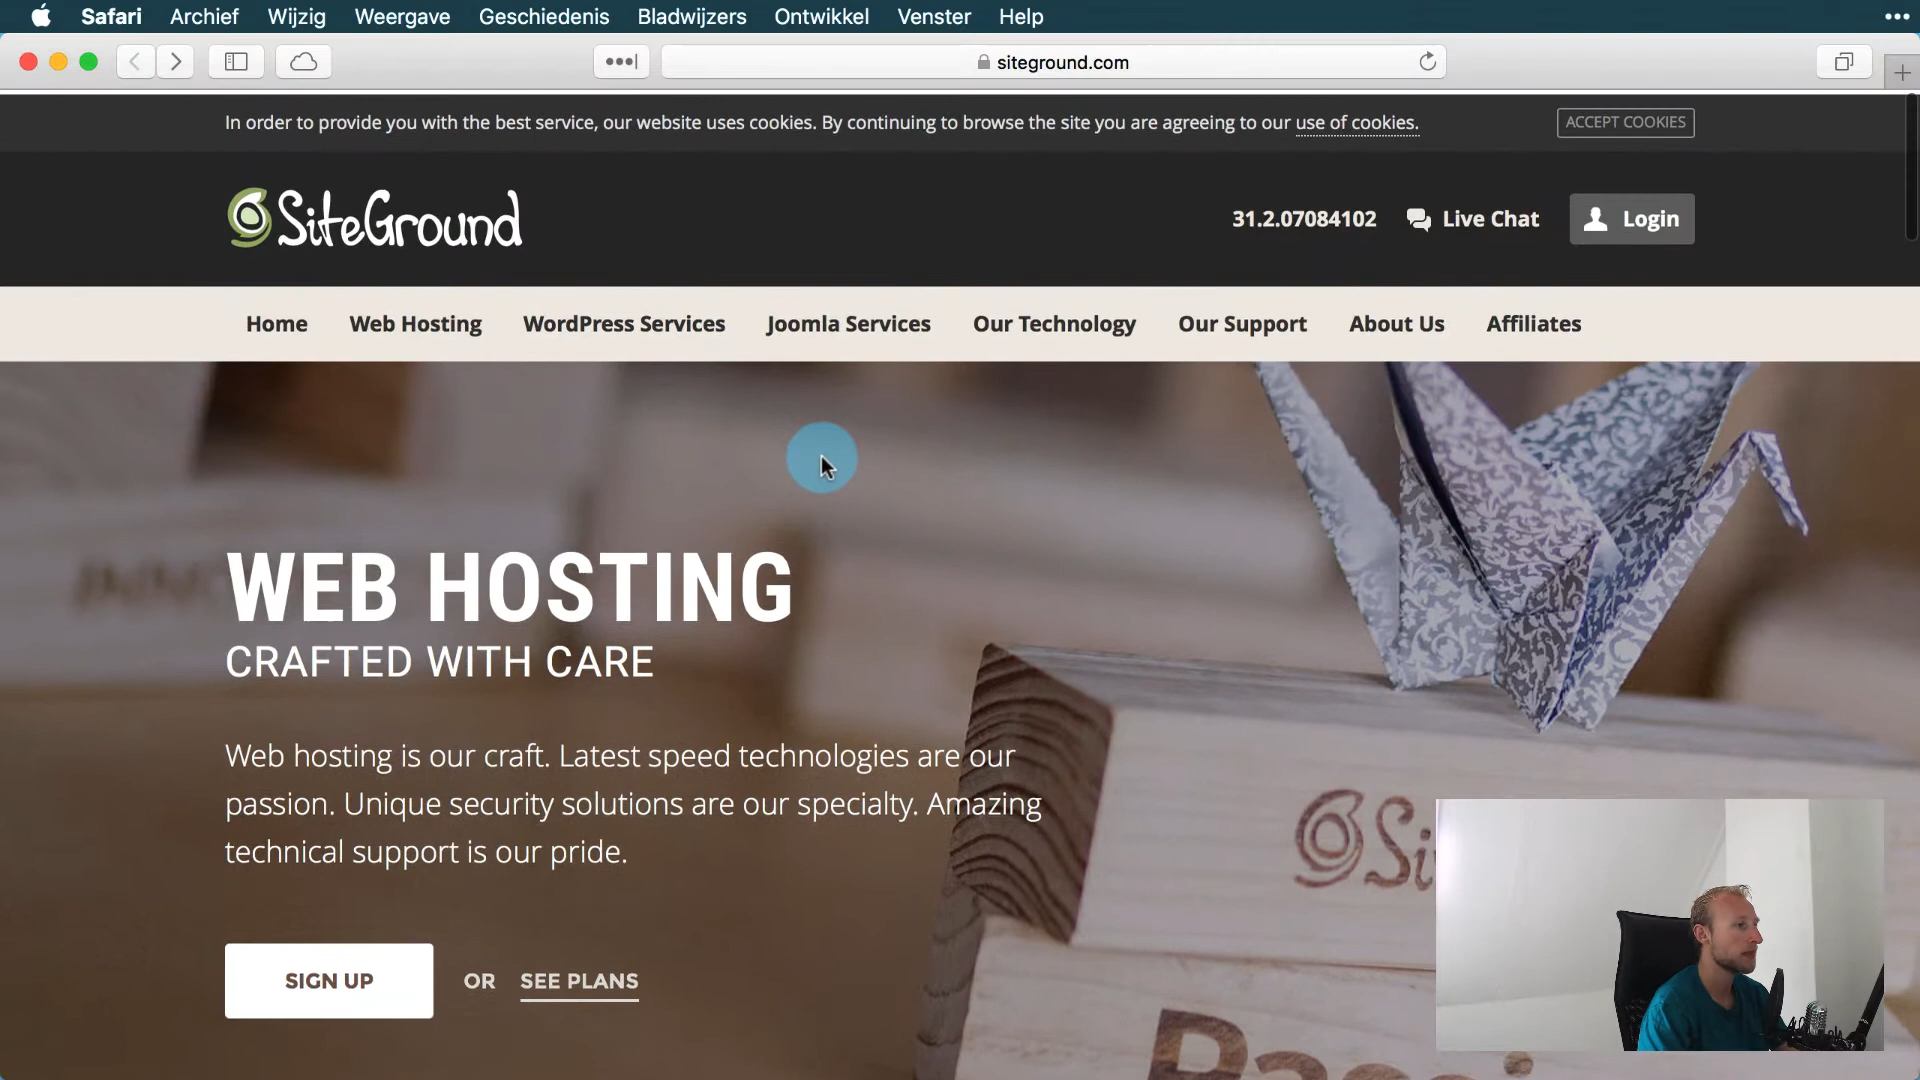 Safari Archief Wijzig Weergave Geschiedenis Bladwijzers Ontwikkel Venster Help
siteground.com
In order to provide you with the best service, our website uses cookies. By continuing to browse the site you are agreeing to our use of cookies.
ACCEPT COOKIES
SiteGround
31.2.07084102
Live Chat
Login
Home Web Hosting WordPress Services Joomla Services Our Technology Our Support About Us Affiliates
WEB HOSTING
CRAFTED WITH CARE
Web hosting is our craft. Latest speed technologies are our
passion. Unique security solutions are our specialty. Amazing
technical support is our pride.
SIGN UP OR SEE PLANS